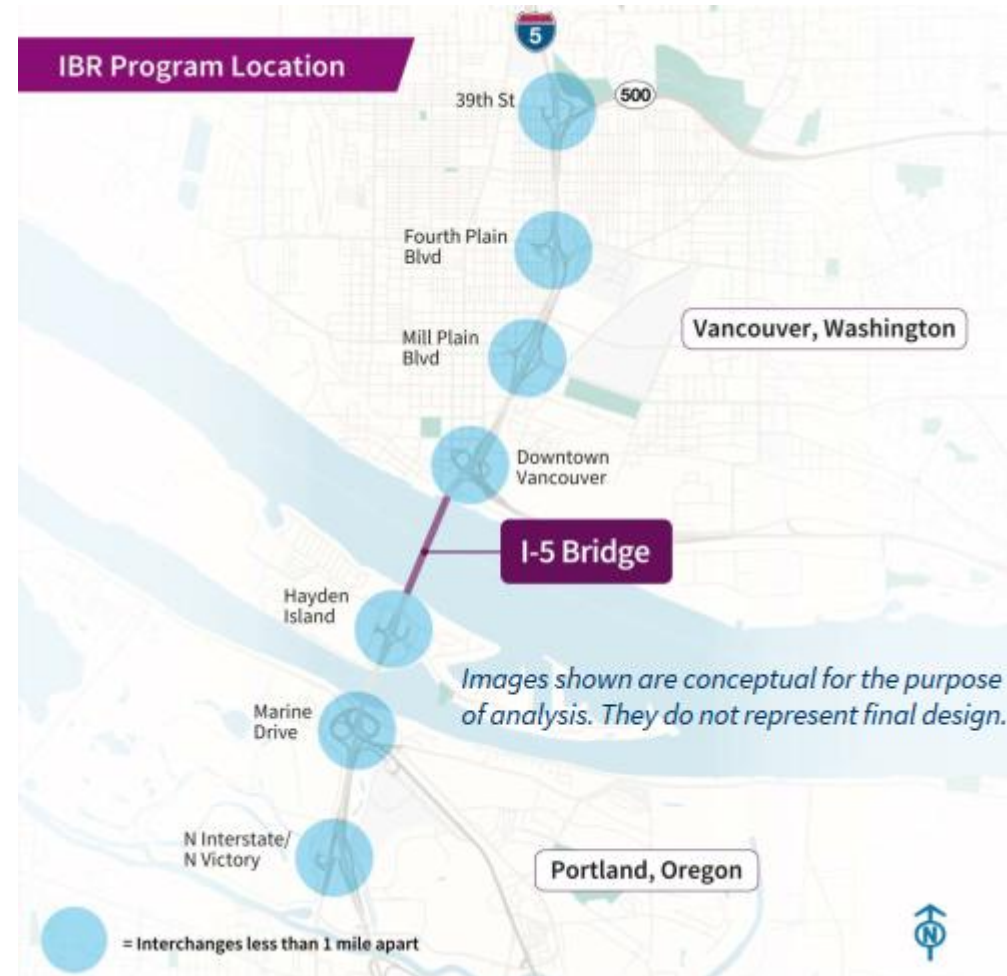 5
IBR Program Location
39th St
500
Fourth Plain
Blvd
Mill Plain
Blvd
Vancouver, Washington
Downtown
Vancouver
I-5 Bridge
Hayden
Island
Images shown are conceptual for the purpose
of analysis. They do not represent final design.
Marine
Drive
N Interstate/
N Victory
Portland, Oregon
= Interchanges less than 1 mile apart
N